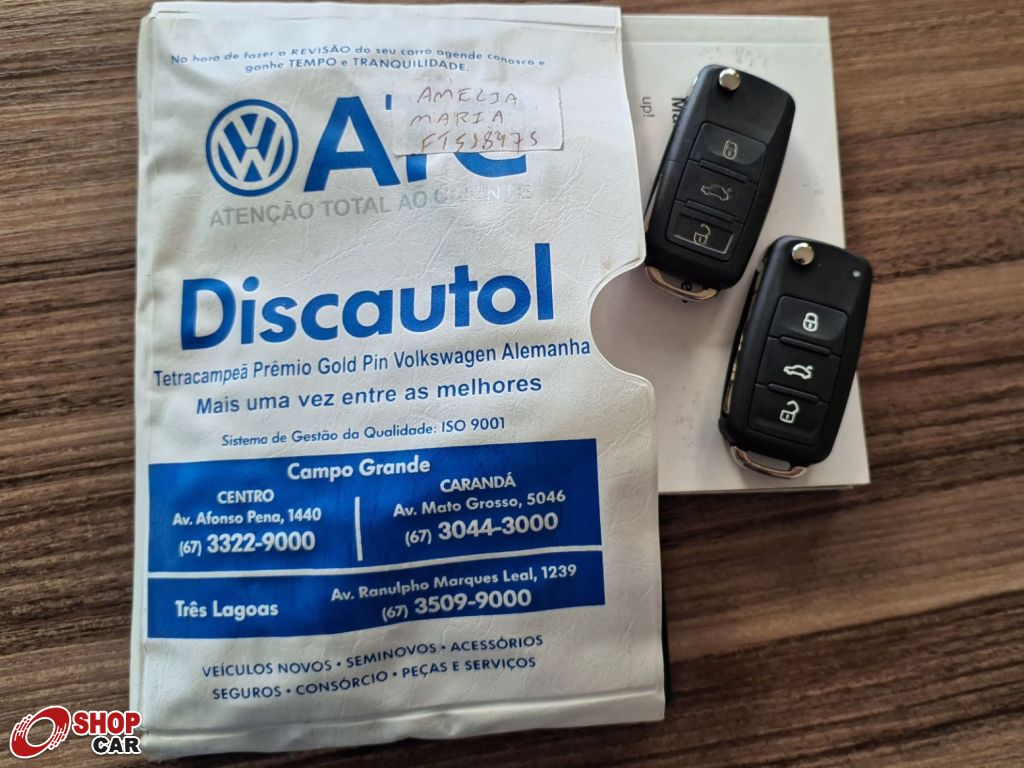 Na hora de fazer a REVISÃO do seu carro agende conosco e
ganhe TEMPO e TRANQUILIDADE.
AMELIA
MARIA
ATENÇÃO TOTAL AO CLIENTE
Discautol
Tetracampeã Prêmio Gold Pin Volkswagen Alemanha
Mais uma vez entre as melhores
Sistema de Gestão da Qualidade: ISO 9001
Campo Grande
CENTRO
Av. Afonso Pena, 1440
(67) 3322-9000
CARANDÁ
Av. Mato Grosso, 5046
(67) 3044-3000
Três Lagoas
Av. Ranulpho Marques Leal, 1239
(67) 3509-9000
VEÍCULOS NOVOS • SEMINOVOS • ACESSÓRIOS
SEGUROS • CONSÓRCIO • PEÇAS E SERVIÇOS
SHOP
CAR